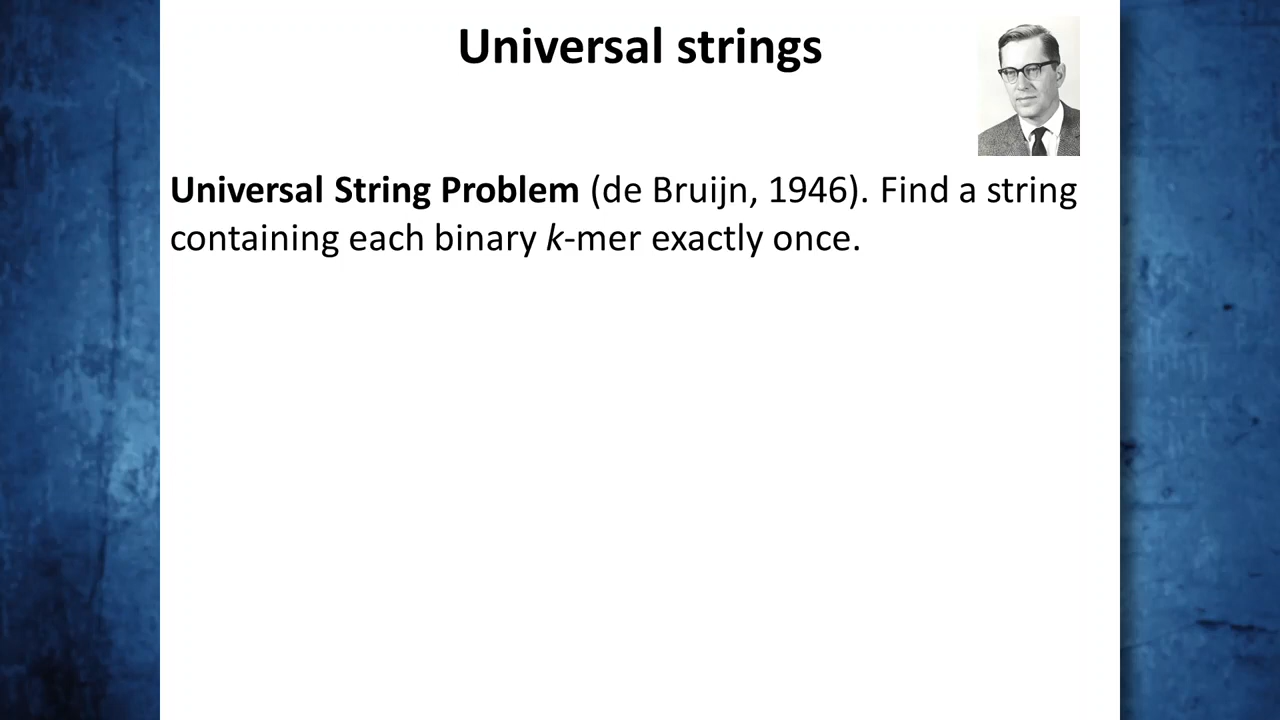 Universal strings
Universal String Problem (de Bruijn, 1946). Find a string
containing each binary k-mer exactly once.